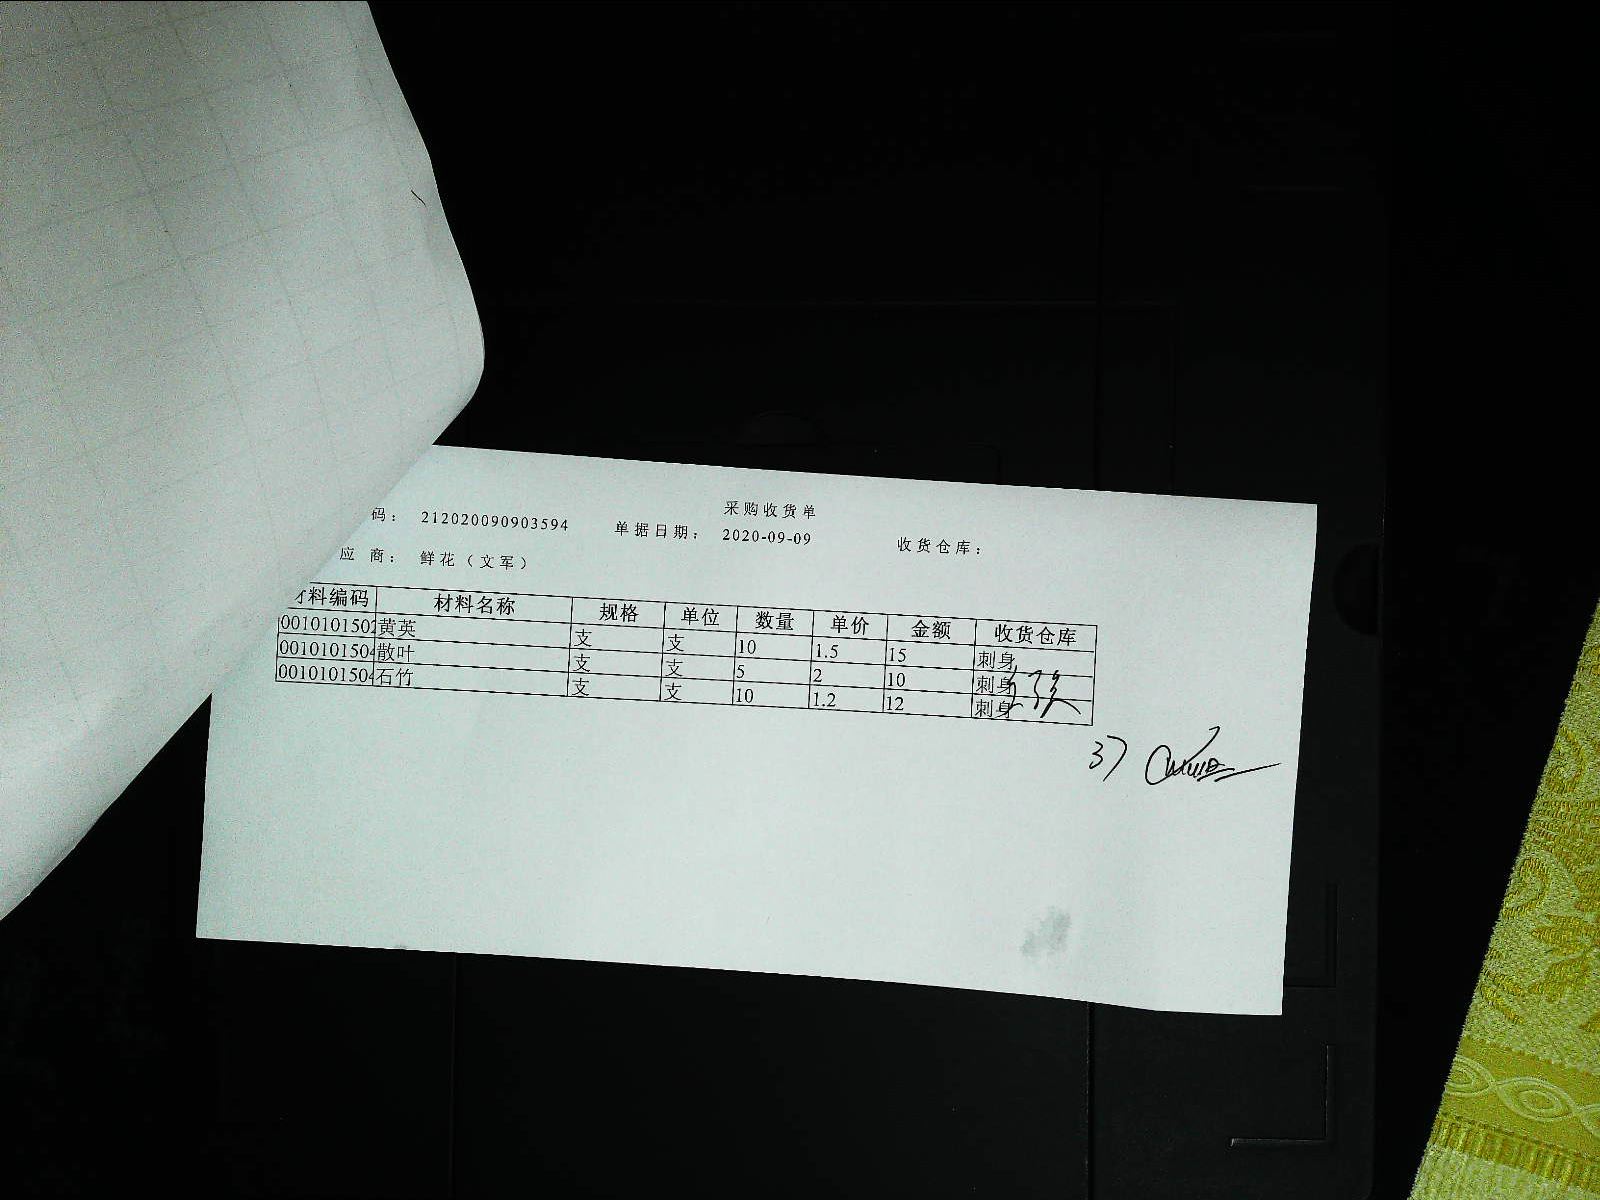 采购收货单
码： 212020090903594 单据日期： 2020-09-09 收货仓库：
应 商： 鲜花（文军）
材料编码 材料名称 规格 单位 数量 单价 金额 收货仓库
0010101502 黄英 支 支 10 1.5 15 刺身
0010101504 散叶 支 支 5 2 10 刺身
0010101504 石竹 支 支 10 1.2 12 刺身
37